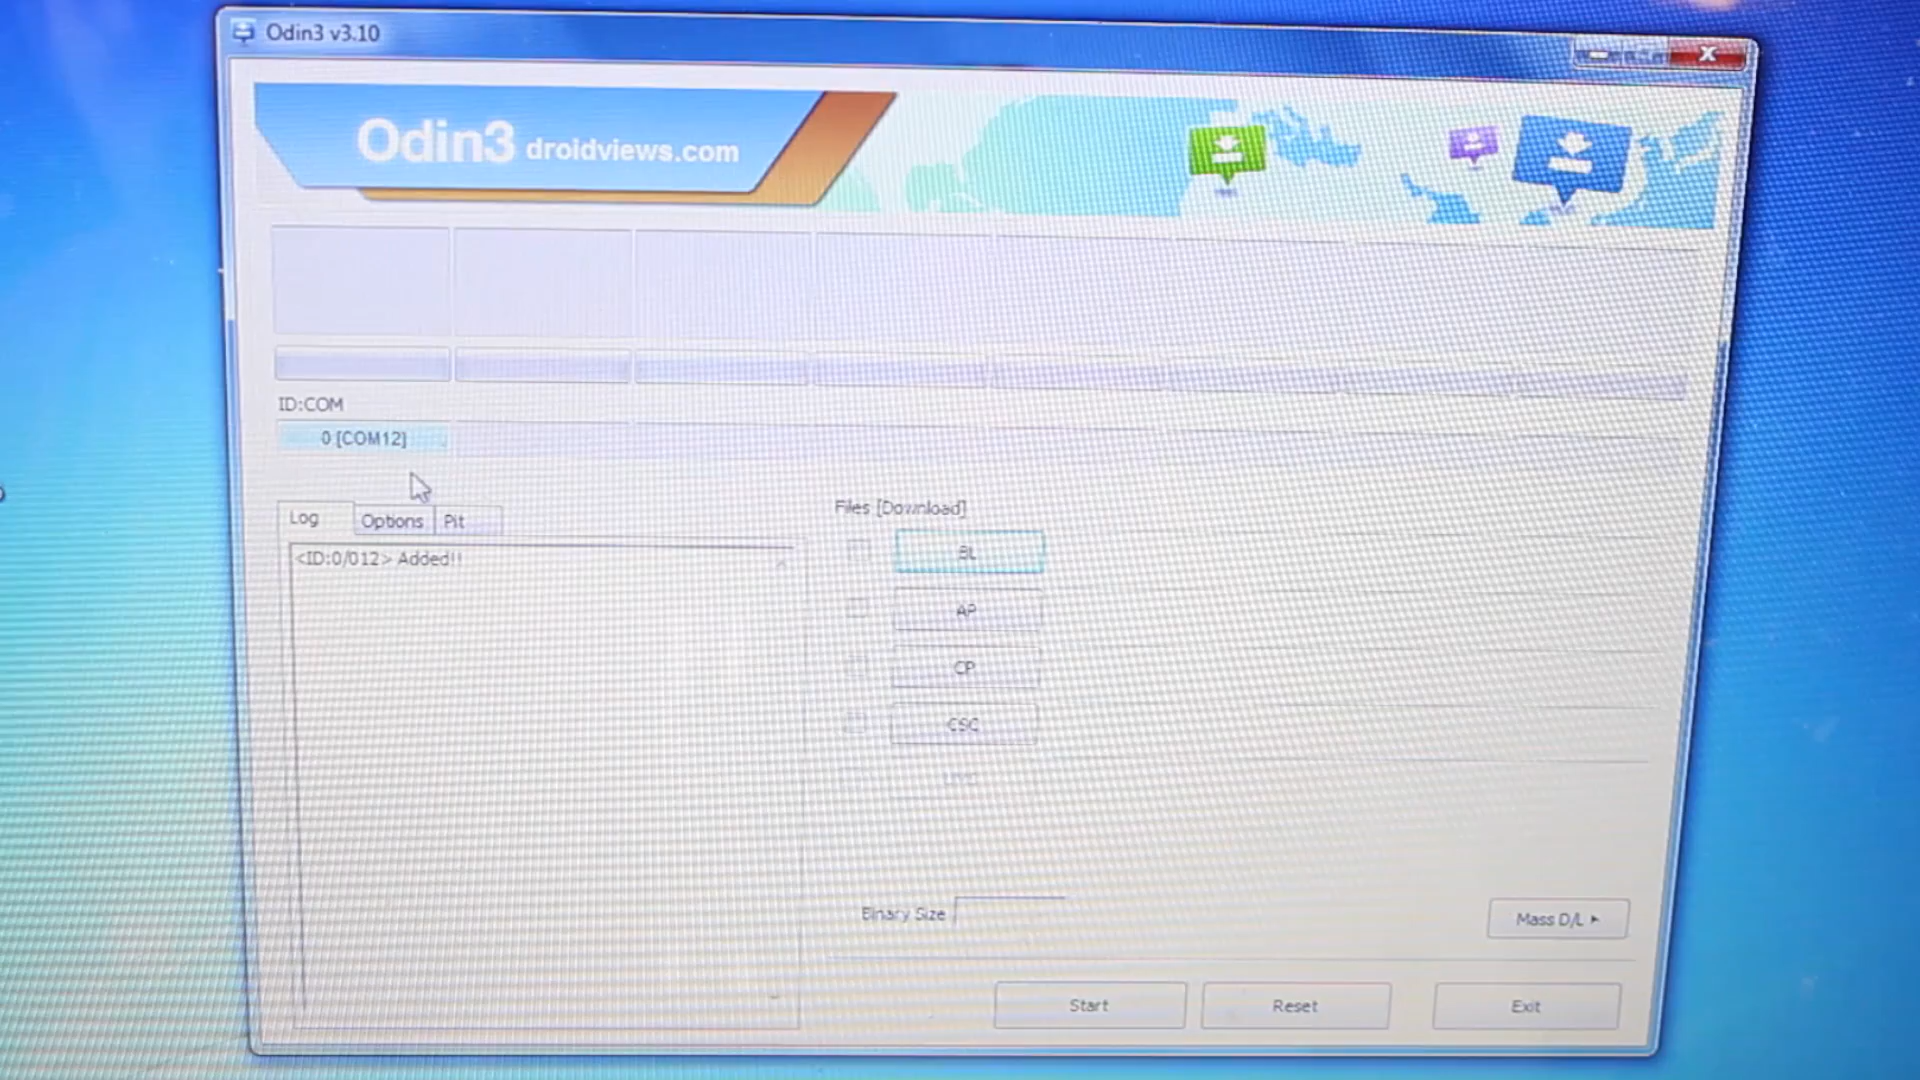 Odin3 v3.10
Odin3 droidviews.com
ID:COM
0:[COM12]
Log
Options
Pit
<ID:0/012> Added!!
Files [Download]
BL
AP
CP
CSC
Binary Size
Mass D/L
Start
Reset
Exit